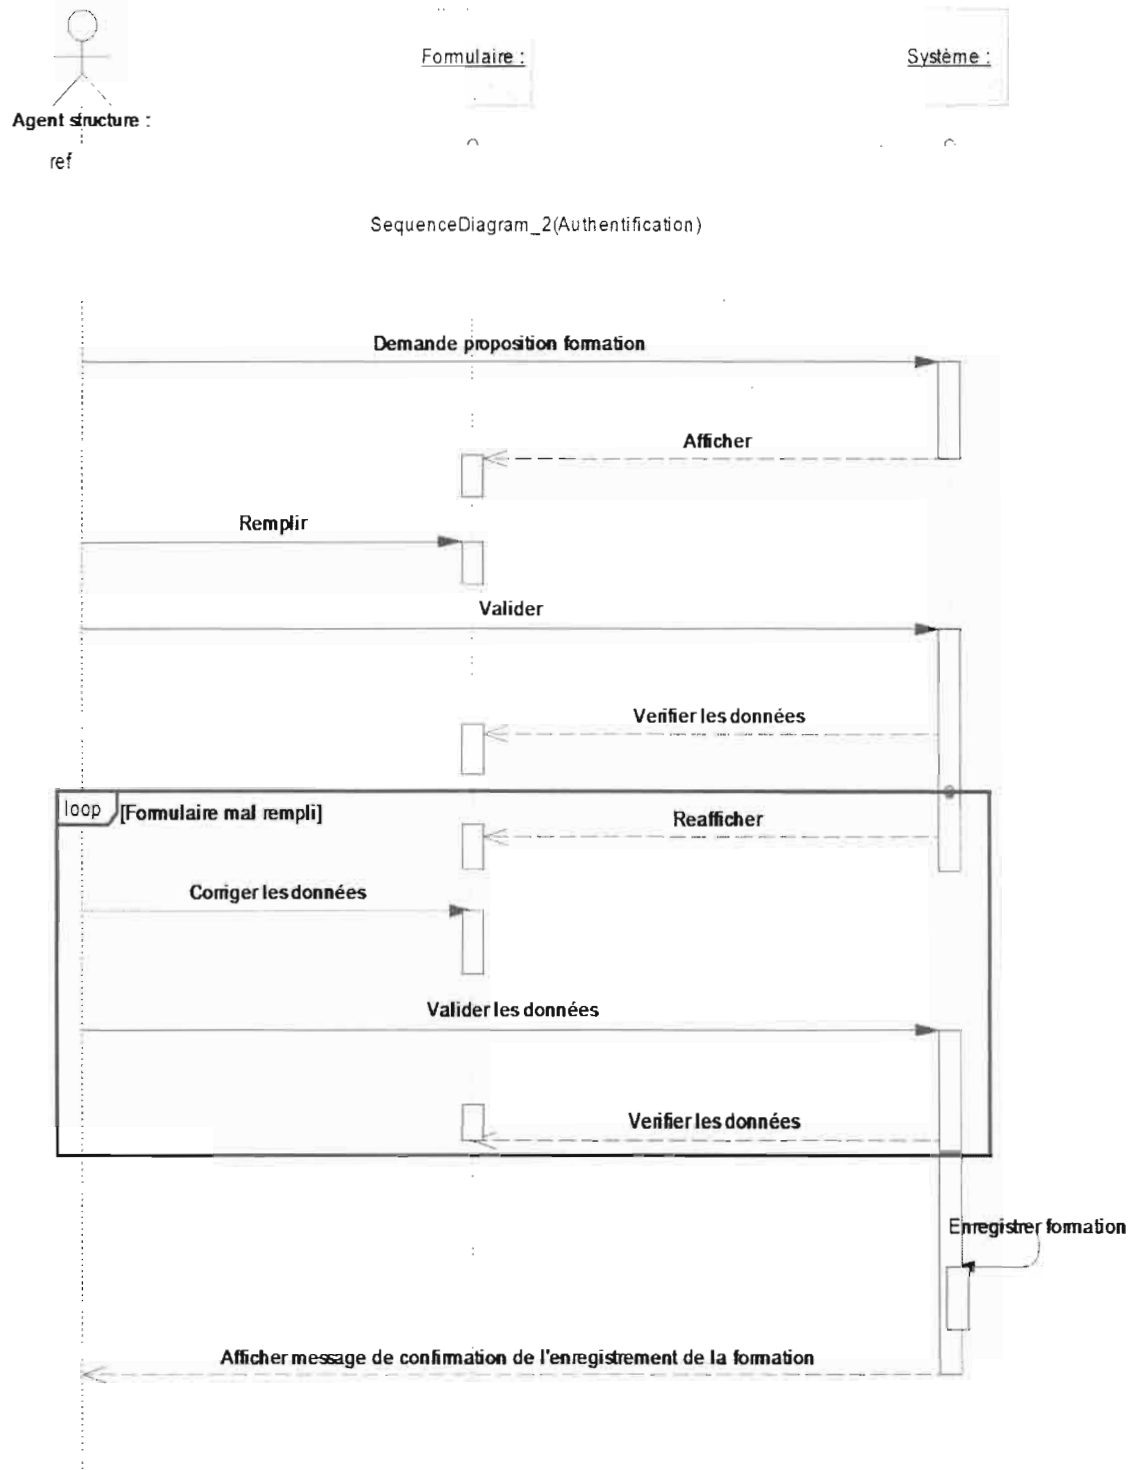 Formulaire :
Système :
Agent structure :
ref
SequenceDiagram_2(Authentification)
Demande proposition formation
Afficher
Remplir
Valider
Verifier les données
loop
[Formulaire mal rempli]
Reafficher
Corriger les données
Valider les données
Verifier les données
Enregistrer formation
Afficher message de confirmation de l'enregistrement de la formation